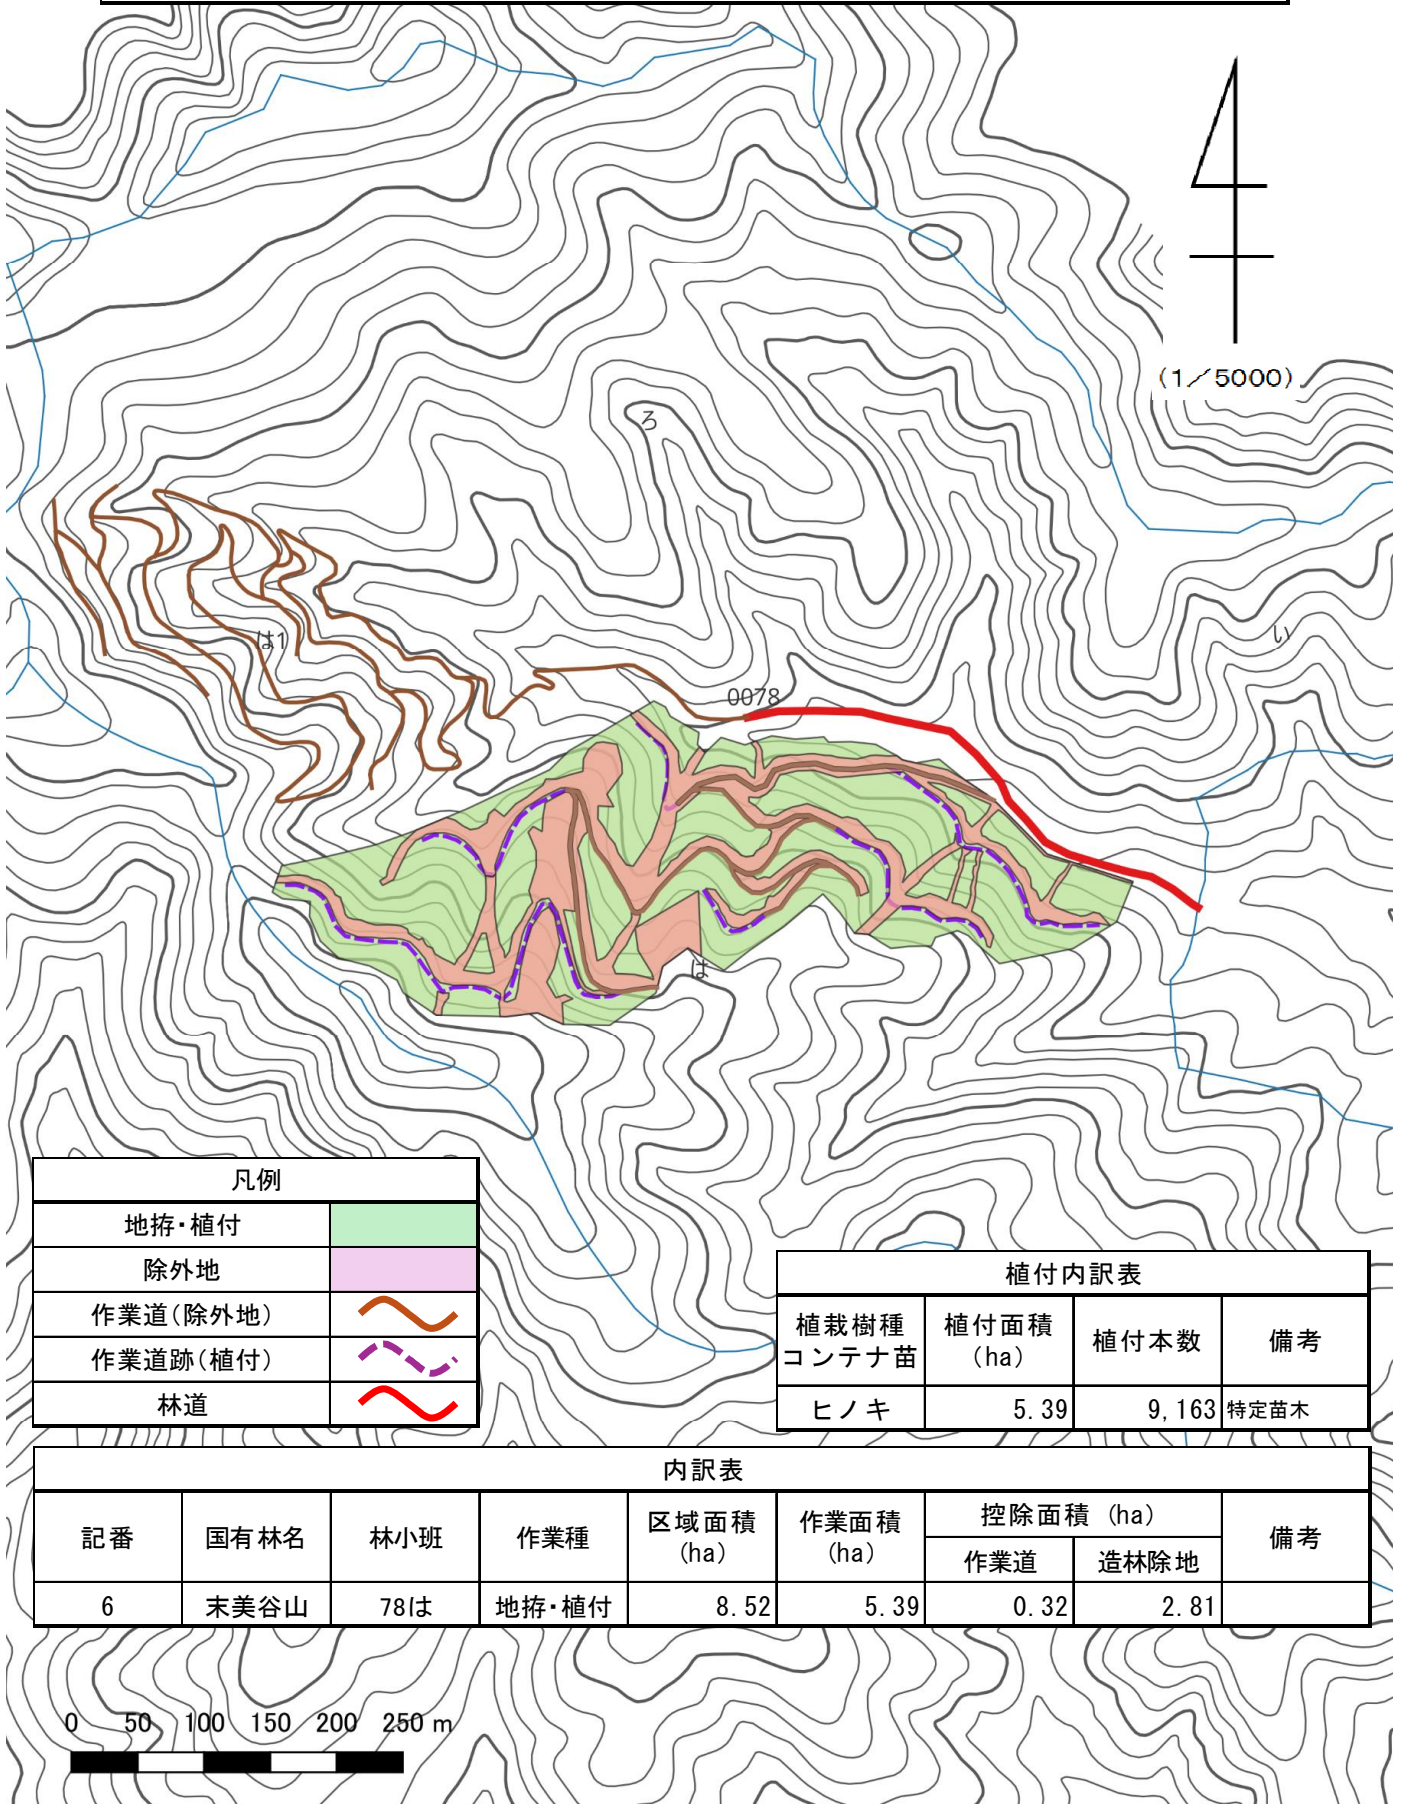 (1/5000)
ろ
い
は1
0078
は
凡例
地拵・植付
除外地
作業道(除外地)
作業道跡(植付)
林道
植付内訳表
植栽樹種
コンテナ苗
植付面積
(ha)
植付本数
備考
ヒノキ
5.39
9,163
特定苗木
内訳表
記番
国有林名
林小班
作業種
区域面積
(ha)
作業面積
(ha)
控除面積 (ha)
作業道
造林除地
備考
6
末美谷山
78は
地拵・植付
8.52
5.39
0.32
2.81
0 50 100 150 200 250 m